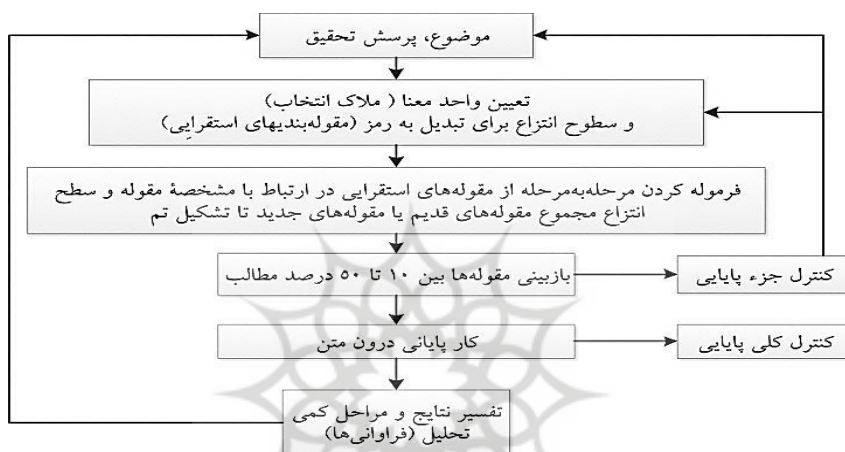 موضوع، پرسش تحقیق
تعیین واحد معنا ( ملاک انتخاب)
و سطوح انتزاع برای تبدیل به رمز (مقوله‌بندیهای استقرایی)
فرموله کردن مرحله‌به‌مرحله از مقوله‌های استقرایی در ارتباط با مشخصۀ مقوله و سطح
انتزاع مجموع مقوله‌های قدیم یا مقوله‌های جدید تا تشکیل تم
بازبینی مقوله‌ها بین ۱۰ تا ۵۰ درصد مطالب
کنترل جزء پایایی
کار پایانی درون متن
کنترل کلی پایایی
تفسیر نتایج و مراحل کمی
تحلیل (فراوانی‌ها)